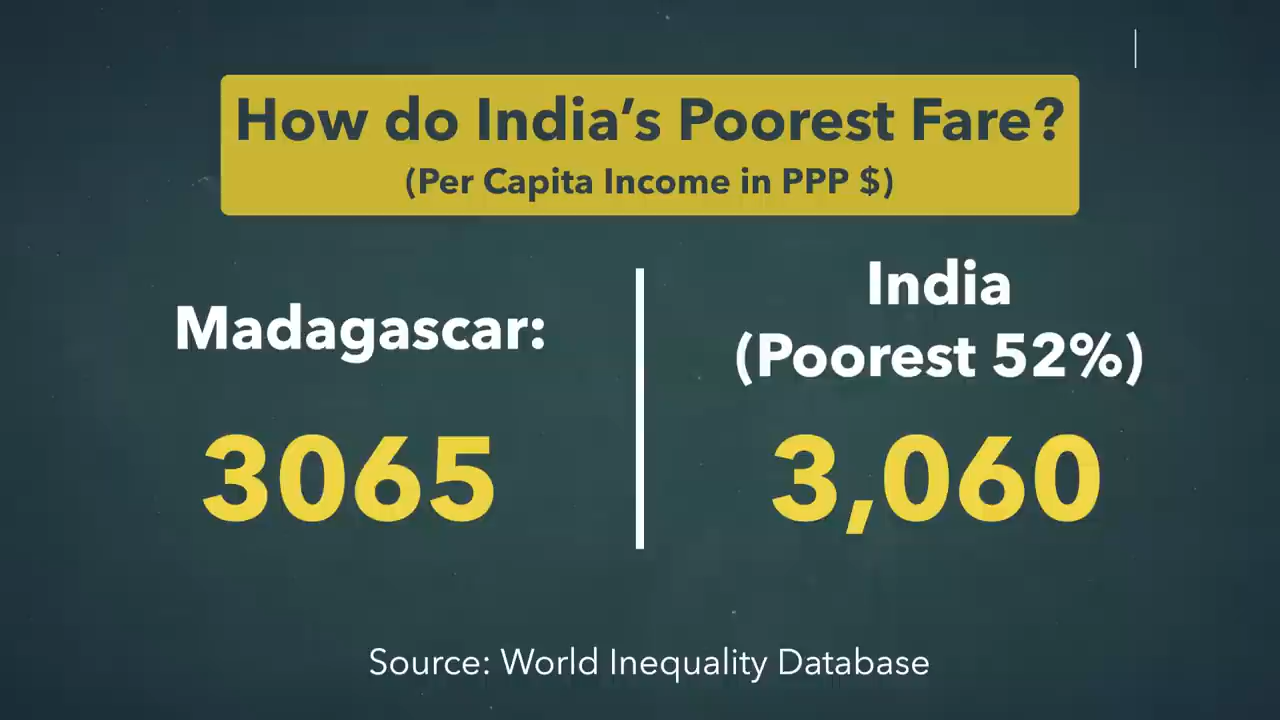 How do India’s Poorest Fare?
(Per Capita Income in PPP $)
Madagascar:
3065
India
(Poorest 52%)
3,060
Source: World Inequality Database